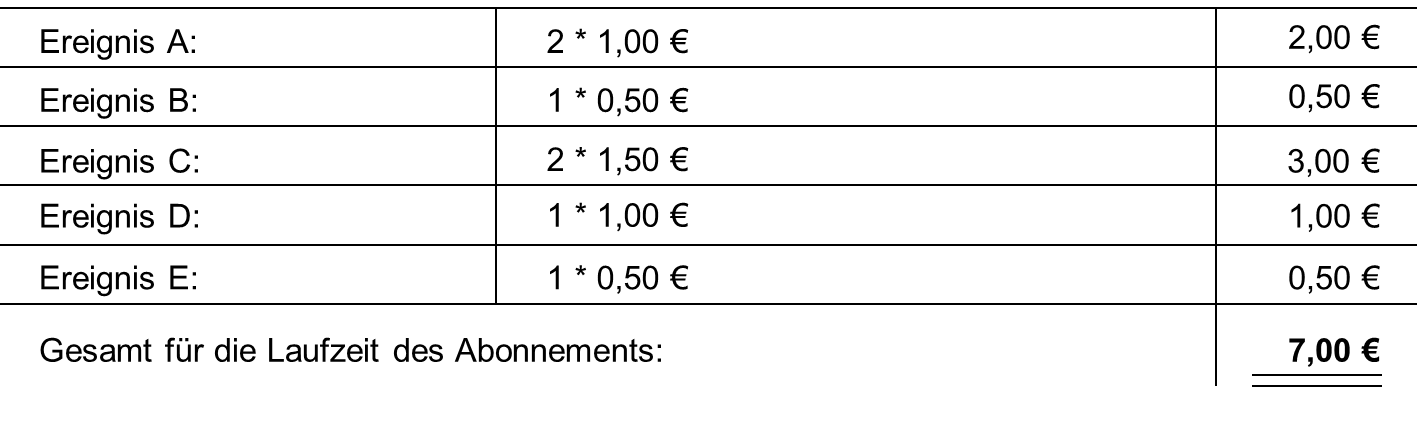 Ereignis A: 2 * 1,00 € 2,00 €
Ereignis B: 1 * 0,50 € 0,50 €
Ereignis C: 2 * 1,50 € 3,00 €
Ereignis D: 1 * 1,00 € 1,00 €
Ereignis E: 1 * 0,50 € 0,50 €
Gesamt für die Laufzeit des Abonnements: 7,00 €